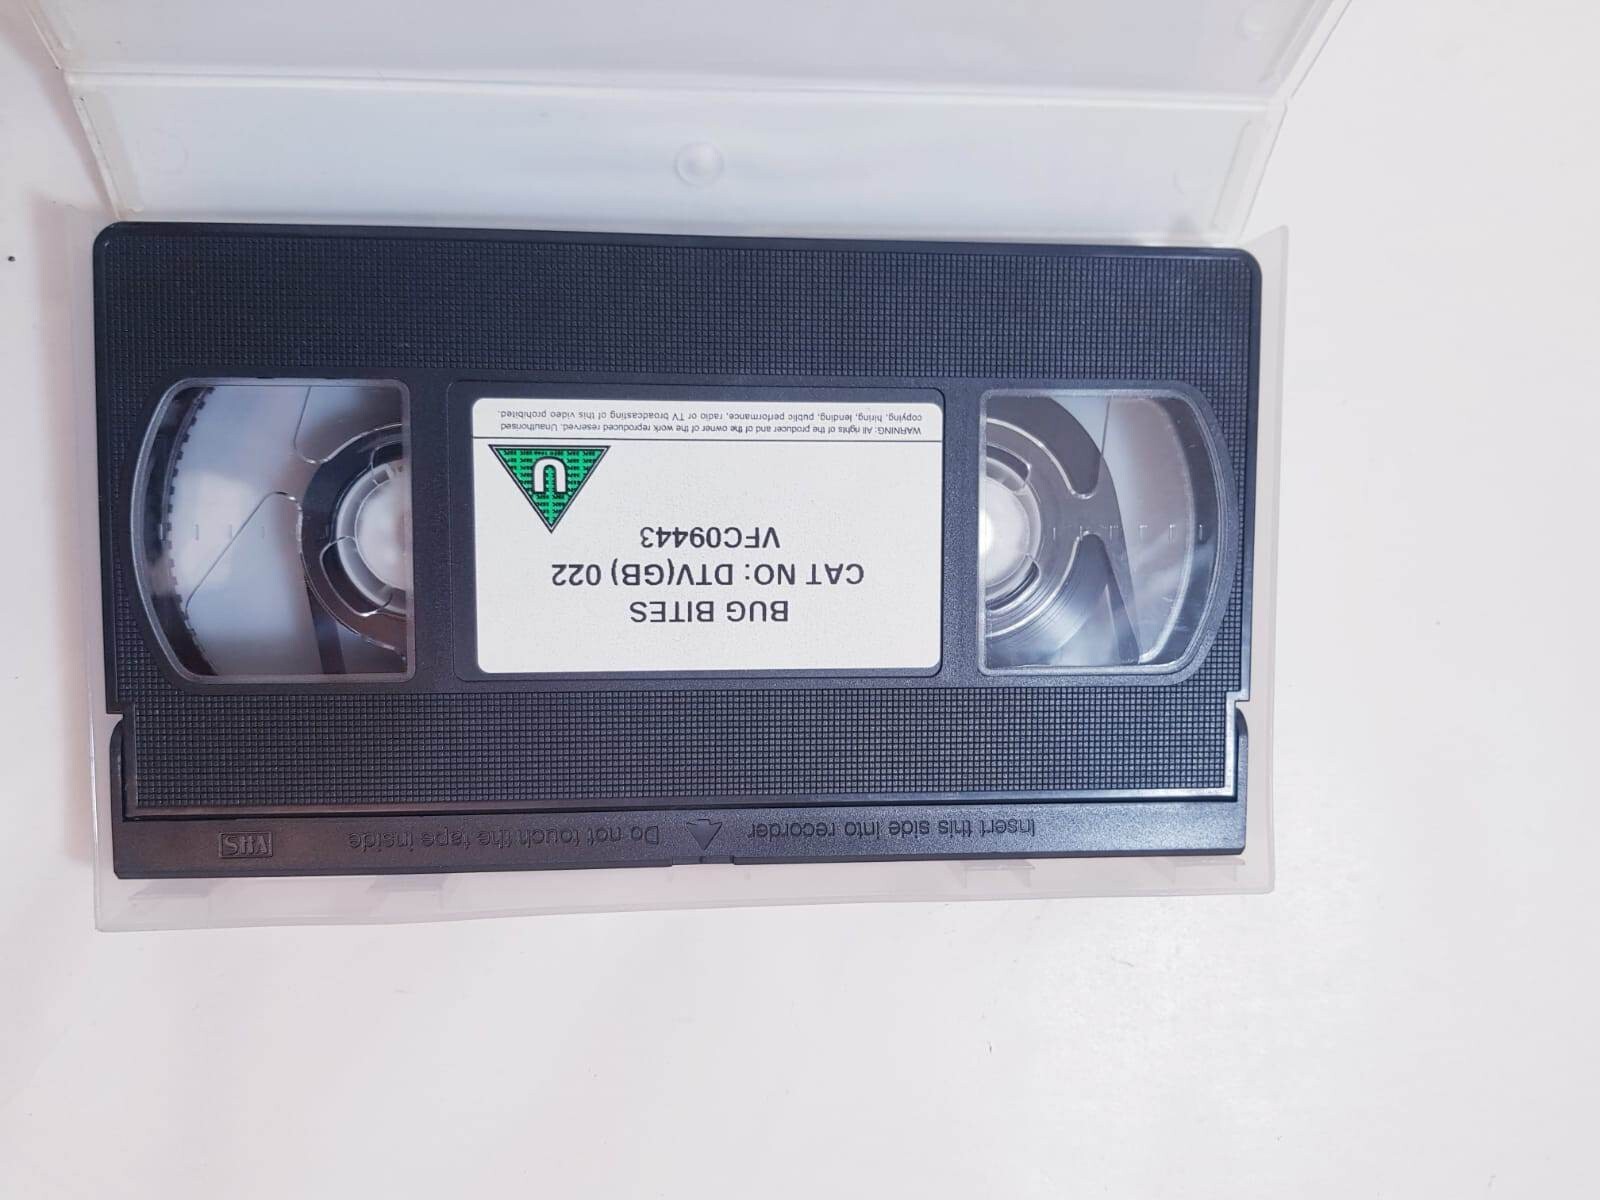 BUG BITES
CAT NO: DTV(GB) 022
VFC09443
U
WARNING: All rights of the producer and of the owner of the work reproduced reserved. Unauthorised
copying, hiring, lending, public performance, radio or TV broadcasting of this video prohibited.
Insert this side into recorder
Do not touch the tape inside
VHS